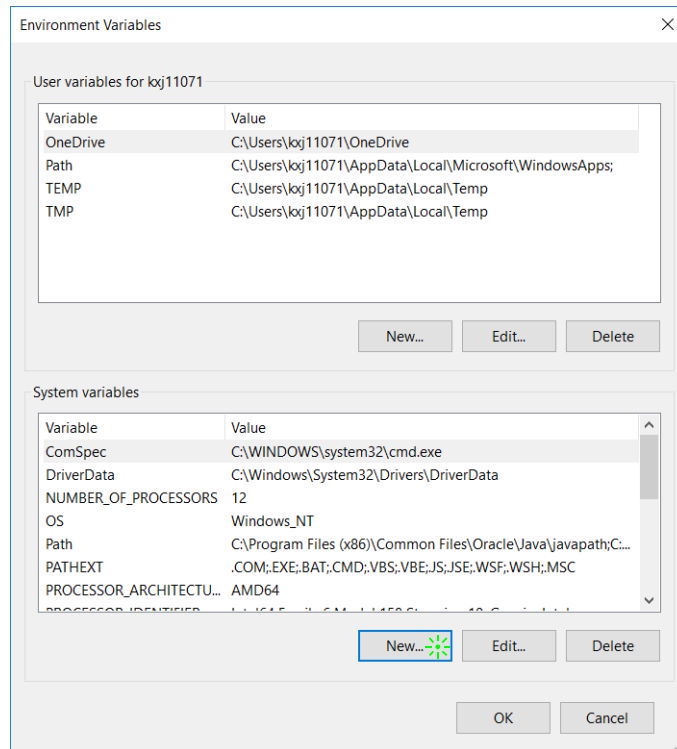 Environment Variables
User variables for kxj11071
Variable Value
OneDrive C:\Users\kxj11071\OneDrive
Path C:\Users\kxj11071\AppData\Local\Microsoft\WindowsApps;
TEMP C:\Users\kxj11071\AppData\Local\Temp
TMP C:\Users\kxj11071\AppData\Local\Temp
New... Edit... Delete
System variables
Variable Value
ComSpec C:\WINDOWS\system32\cmd.exe
DriverData C:\Windows\System32\Drivers\DriverData
NUMBER_OF_PROCESSORS 12
OS Windows_NT
Path C:\Program Files (x86)\Common Files\Oracle\Java\javapath;C:...
PATHEXT .COM;.EXE;.BAT;.CMD;.VBS;.VBE;.JS;.JSE;.WSF;.WSH;.MSC
PROCESSOR_ARCHITECTU... AMD64
New... Edit... Delete
OK Cancel